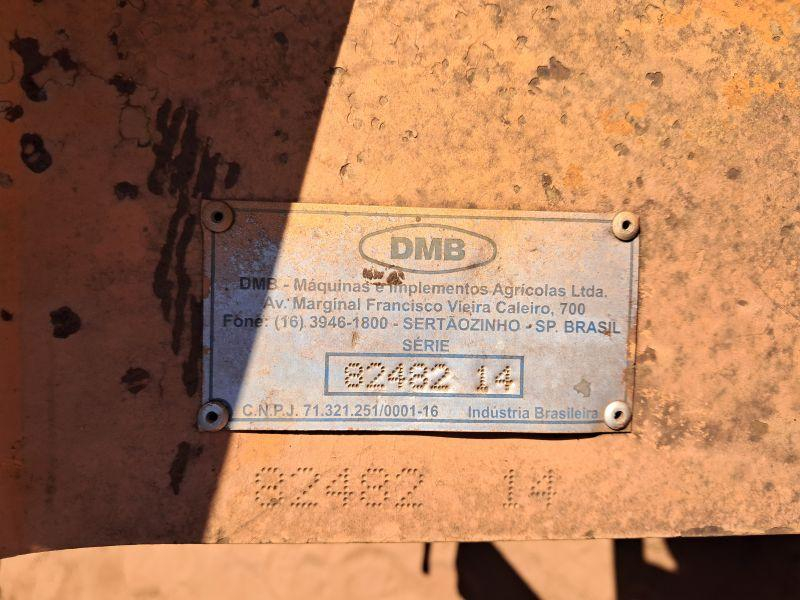 DMB
DMB - Máquinas e Implementos Agrícolas Ltda.
Av. Marginal Francisco Vieira Caleiro, 700
Fone: (16) 3946-1800 - SERTÃOZINHO - SP. BRASIL
SÉRIE
82482 14
C.N.P.J. 71.321.251/0001-16 Indústria Brasileira
82482 14